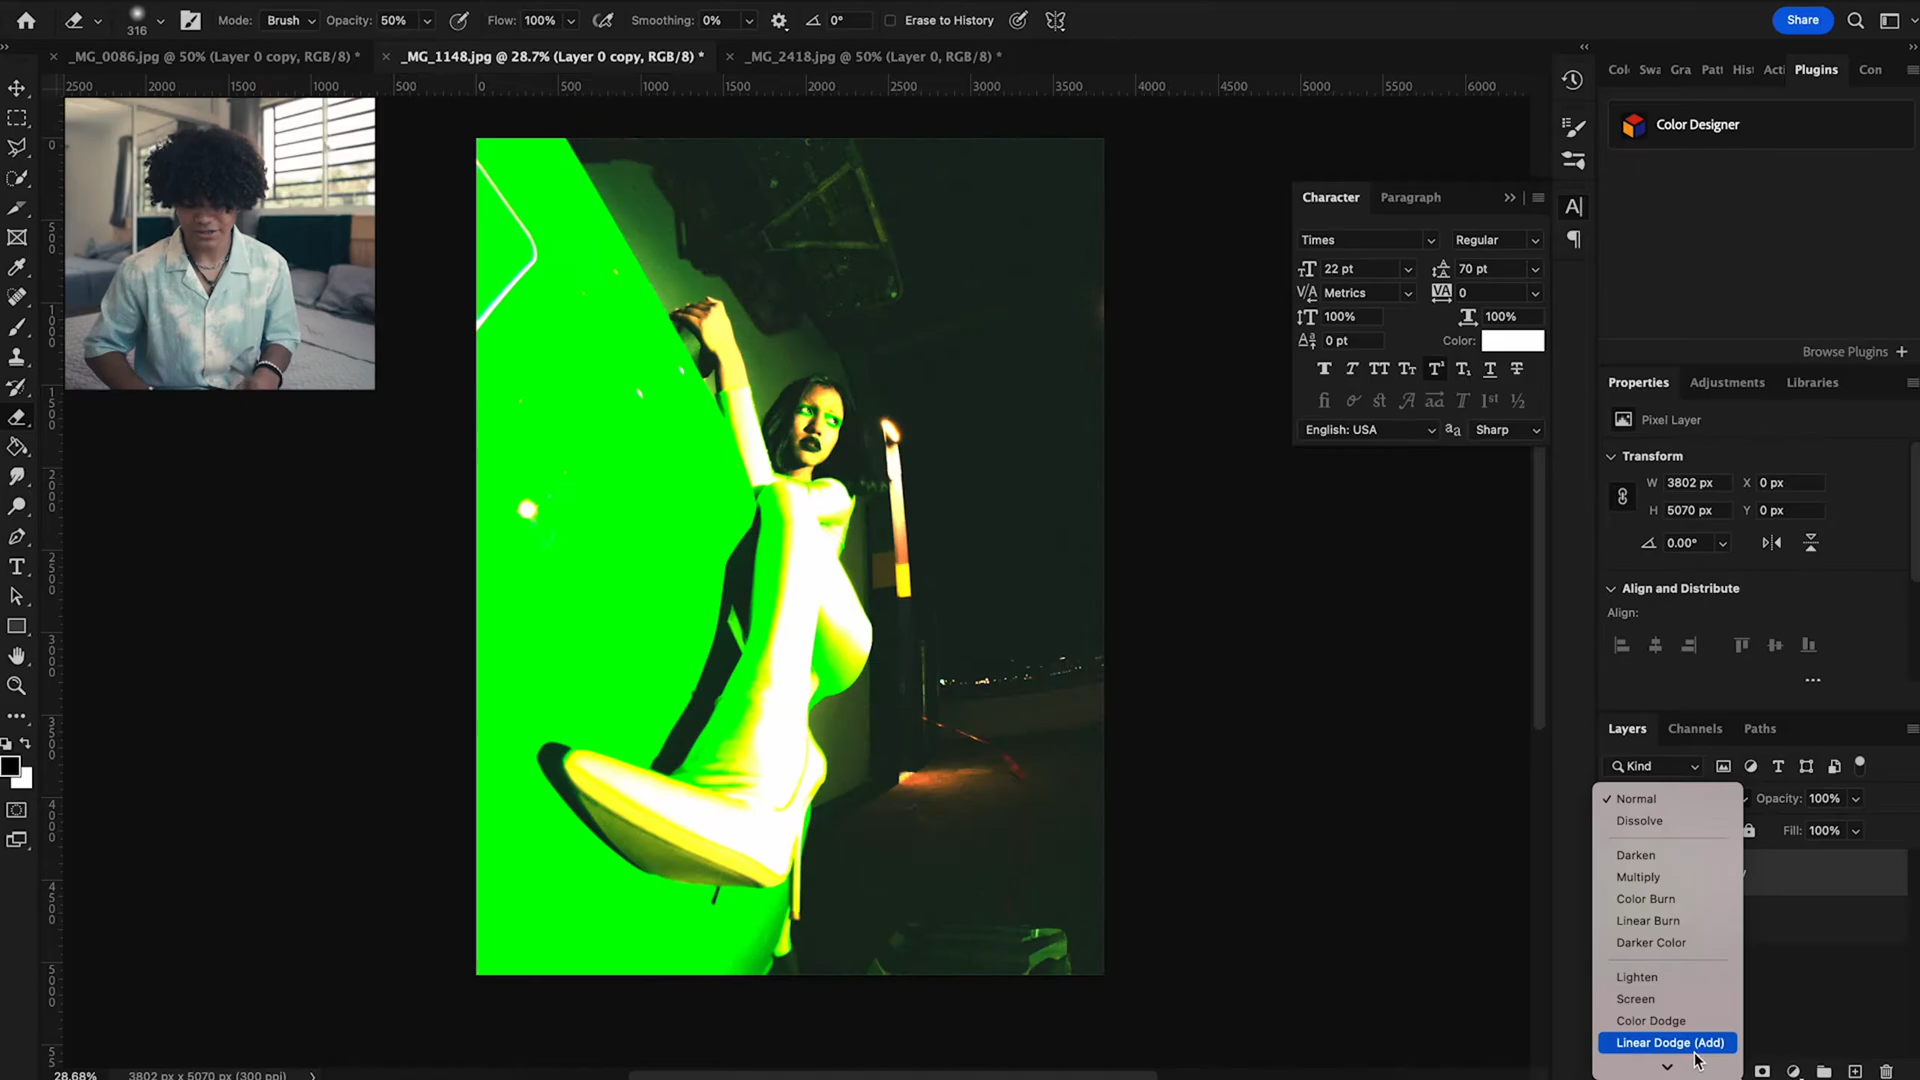 Mode: Brush Opacity: 50% Flow: 100% Smoothing: 0% 0° Erase to History Share
316
_MG_0086.jpg @ 50% (Layer 0 copy, RGB/8) * _MG_1148.jpg @ 28.7% (Layer 0 copy, RGB/8) * _MG_2418.jpg @ 50% (Layer 0, RGB/8) *
Swa Gra Hist Acti Plugins Con
2500 2000 1500 1000 500 0 500 1000 1500 2000 2500 3000 3500 4000 4500 5000 5500 6000
Color Designer
Character Paragraph
Times Regular
22 pt 70 pt
Metrics 0
100% 100%
0 pt Color:
English: USA Sharp
Browse Plugins
Properties Adjustments Libraries
Pixel Layer
Transform
W 3802 px X 0 px
H 5070 px Y 0 px
0.00°
Align and Distribute
Align:
Layers Channels Paths
Kind
Opacity: 100%
Fill: 100%
Normal
Dissolve
Darken
Multiply
Color Burn
Linear Burn
Darker Color
Lighten
Screen
Color Dodge
Linear Dodge (Add)
28.68% 3802 px x 5070 px (300 ppi)